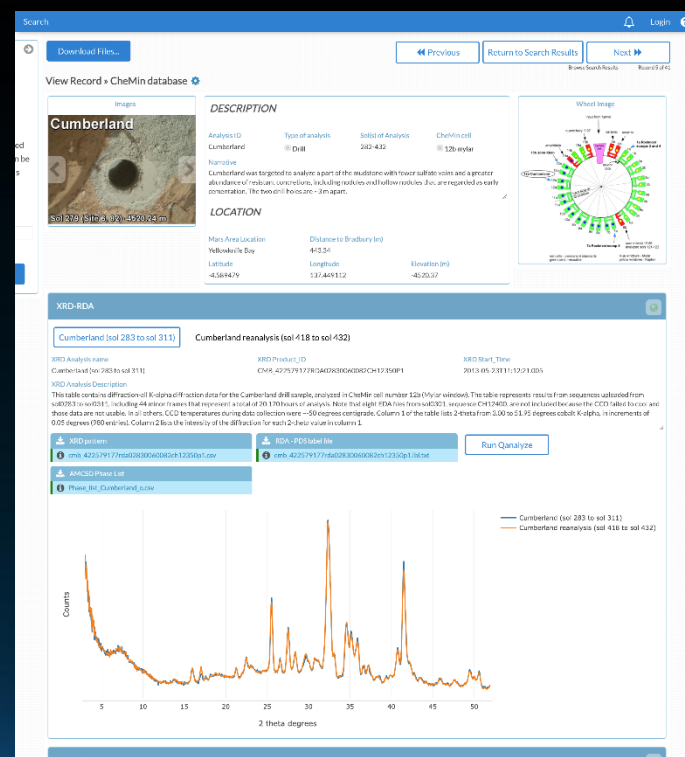 Search
Login
Download Files...
Previous
Return to Search Results
Next
Browse Search Results Record 5 of 41
View Record » CheMin database
Images
Cumberland
Sol 279 (Site 6, 82) -4520.24 m
DESCRIPTION
Analysis ID Type of analysis Sol(s) of Analysis CheMin cell
Cumberland Drill 282-432 12b mylar
Narrative
Cumberland was targeted to analyze a part of the mudstone with fewer sulfate veins and a greater
abundance of resistant concretions, including nodules and hollow nodules that are regarded as early
cementation. The two drill holes are ~3m apart.
LOCATION
Mars Area Location Distance to Bradbury (m)
Yellowknife Bay 443.34
Latitude Longitude Elevation (m)
-4.589479 137.449112 -4520.37
Wheel Image
XRD-RDA
Cumberland (sol 283 to sol 311)
Cumberland reanalysis (sol 418 to sol 432)
XRD Analysis name XRD Product_ID XRD Start_Time
Cumberland (sol 283 to sol 311) CMB_422579177RDA02830060082CH12350P1 2013-05-23T11:12:21.005
XRD Analysis Description
This table contains diffraction-all K-alpha diffraction data for the Cumberland drill sample, analyzed in CheMin cell number 12b (Mylar window). The table represents results from sequences uploaded from
sol0283 to sol0311, including 44 minor frames that represent a total of 20.170 hours of analysis. Note that eight EDA files from sol0301, sequence CH12400, are not included because the CCD failed to cool and
those data are not usable. In all others, CCD temperatures during data collection were ~-50 degrees centigrade. Column 1 of the table lists 2-theta from 3.00 to 51.95 degrees cobalt K-alpha, in increments of
0.05 degrees (980 entries). Column 2 lists the intensity of the diffraction for each 2-theta value in column 1.
XRD pattern
cmb_422579177rda02830060082ch12350p1.csv
RDA - PDS label file
cmb_422579177rda02830060082ch12350p1.lbl.txt
Run Qanalyze
AMCSD Phase List
Phase_list_Cumberland_o.csv
Cumberland (sol 283 to sol 311)
Cumberland reanalysis (sol 418 to sol 432)
Counts
5 10 15 20 25 30 35 40 45 50
2 theta degrees